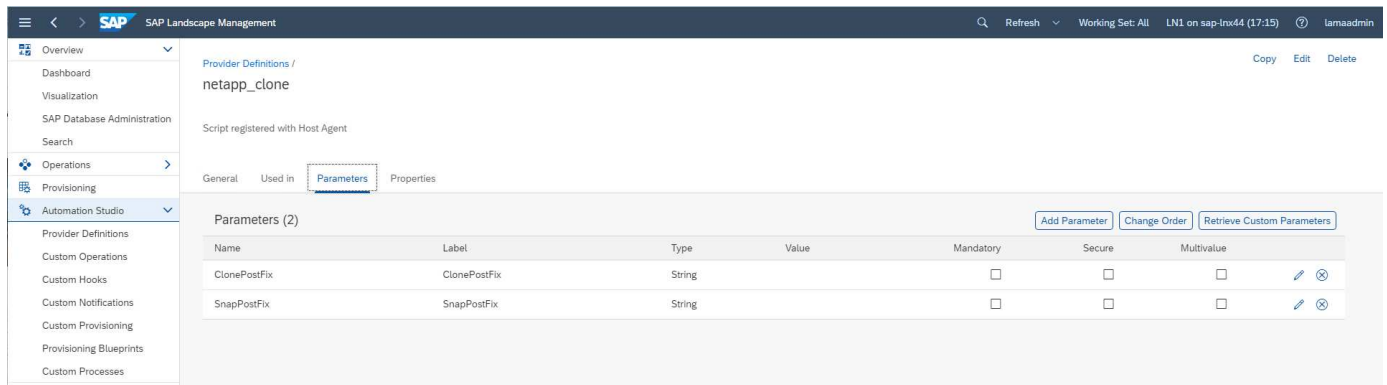 SAP SAP Landscape Management Refresh Working Set: All LN1 on sap-lnx44 (17:15) lamaadmin
Overview
Dashboard
Visualization
SAP Database Administration
Search
Operations
Provisioning
Automation Studio
Provider Definitions
Custom Operations
Custom Hooks
Custom Notifications
Custom Provisioning
Provisioning Blueprints
Custom Processes
Provider Definitions /
Copy Edit Delete
netapp_clone
Script registered with Host Agent
General Used in Parameters Properties
Parameters (2) Add Parameter Change Order Retrieve Custom Parameters
Name Label Type Value Mandatory Secure Multivalue
ClonePostFix ClonePostFix String
SnapPostFix SnapPostFix String